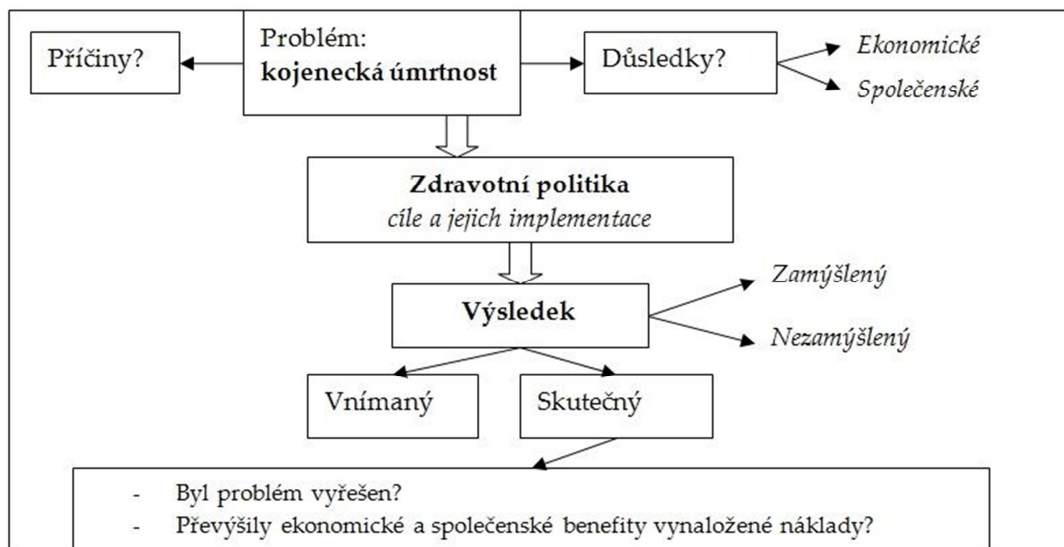 Příčiny?
Problém:
kojenecká úmrtnost
Důsledky?
Ekonomické
Společenské
Zdravotní politika
cíle a jejich implementace
Výsledek
Zamýšlený
Nezamýšlený
Vnímaný
Skutečný
- Byl problém vyřešen?
- Převýšily ekonomické a společenské benefity vynaložené náklady?